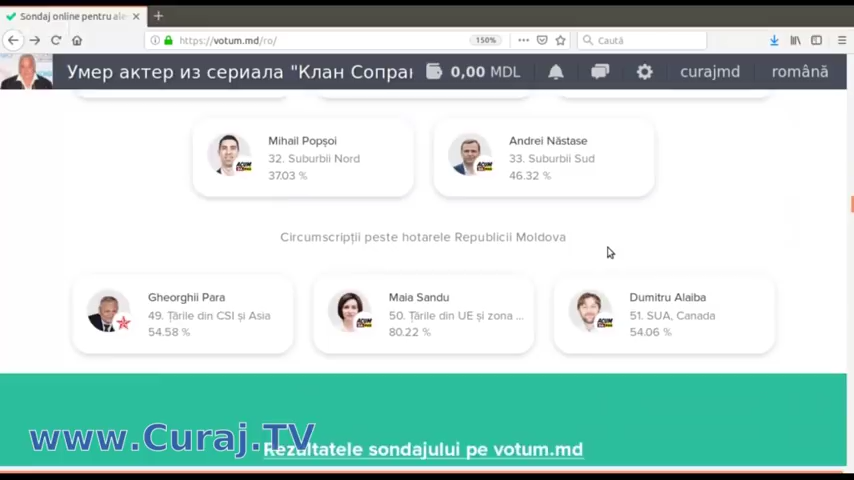 Sondaj online pentru ale
https://votum.md/ro/
150%
Caută
Умер актер из сериала "Клан Сопран
0,00 MDL
curajmd
română
Mihail Popșoi
32. Suburbii Nord
37.03 %
Andrei Năstase
33. Suburbii Sud
46.32 %
Circumscripții peste hotarele Republicii Moldova
Gheorghii Para
49. Țările din CSI și Asia
54.58 %
Maia Sandu
50. Țările din UE și zona ...
80.22 %
Dumitru Alaiba
51. SUA, Canada
54.06 %
www.Curaj.TV
Rezultatele sondajului pe votum.md